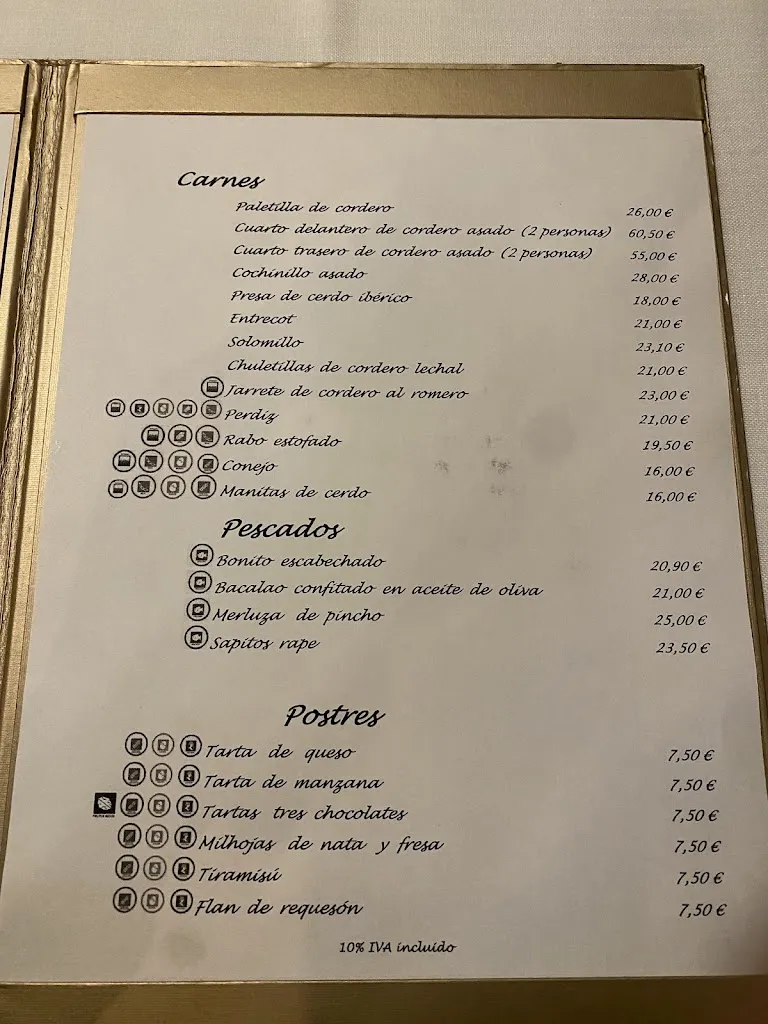 Carnes
Paletilla de cordero 26,00 €
Cuarto delantero de cordero asado (2 personas) 60,50 €
Cuarto trasero de cordero asado (2 personas) 55,00 €
Cochinillo asado 28,00 €
Presa de cerdo ibérico 18,00 €
Entrecot 21,00 €
Solomillo 23,10 €
Chuletillas de cordero lechal 21,00 €
Jarrete de cordero al romero 23,00 €
Perdiz 21,00 €
Rabo estofado 19,50 €
Conejo 16,00 €
Manitas de cerdo 16,00 €
Pescados
Bonito escabechado 20,90 €
Bacalao confitado en aceite de oliva 21,00 €
Merluza de pincho 25,00 €
Sapitos rape 23,50 €
Postres
Tarta de queso 7,50 €
Tarta de manzana 7,50 €
Tartas tres chocolates 7,50 €
Milhojas de nata y fresa 7,50 €
Tiramisú 7,50 €
Flan de requesón 7,50 €
10% IVA incluido